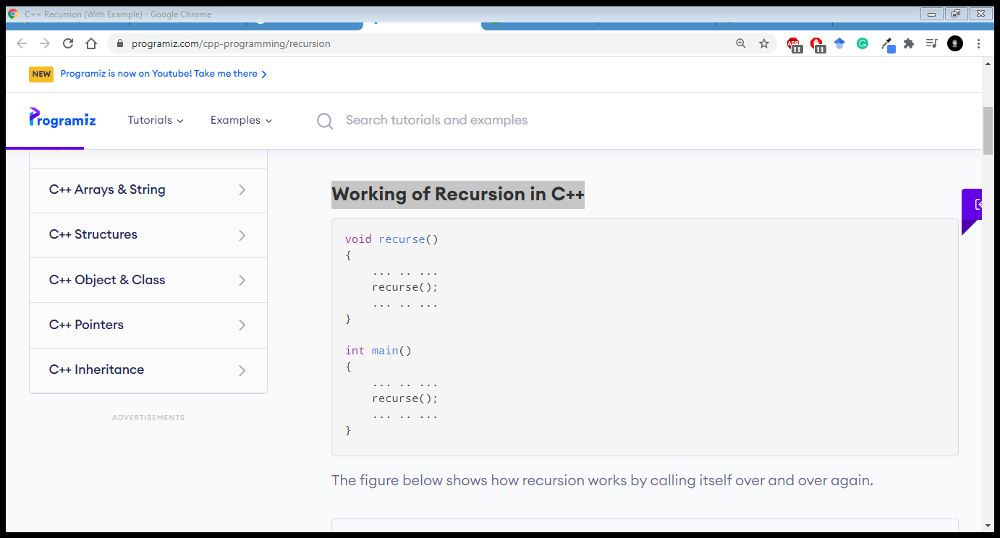 C++ Recursion (With Example) - Google Chrome
programiz.com/cpp-programming/recursion
ABP
11
11
NEW Programiz is now on Youtube! Take me there
Programiz
Tutorials
Examples
Search tutorials and examples
C++ Arrays & String
C++ Structures
C++ Object & Class
C++ Pointers
C++ Inheritance
ADVERTISEMENTS
Working of Recursion in C++
void recurse()
{
... .. ...
recurse();
... .. ...
}
int main()
{
... .. ...
recurse();
... .. ...
}
The figure below shows how recursion works by calling itself over and over again.